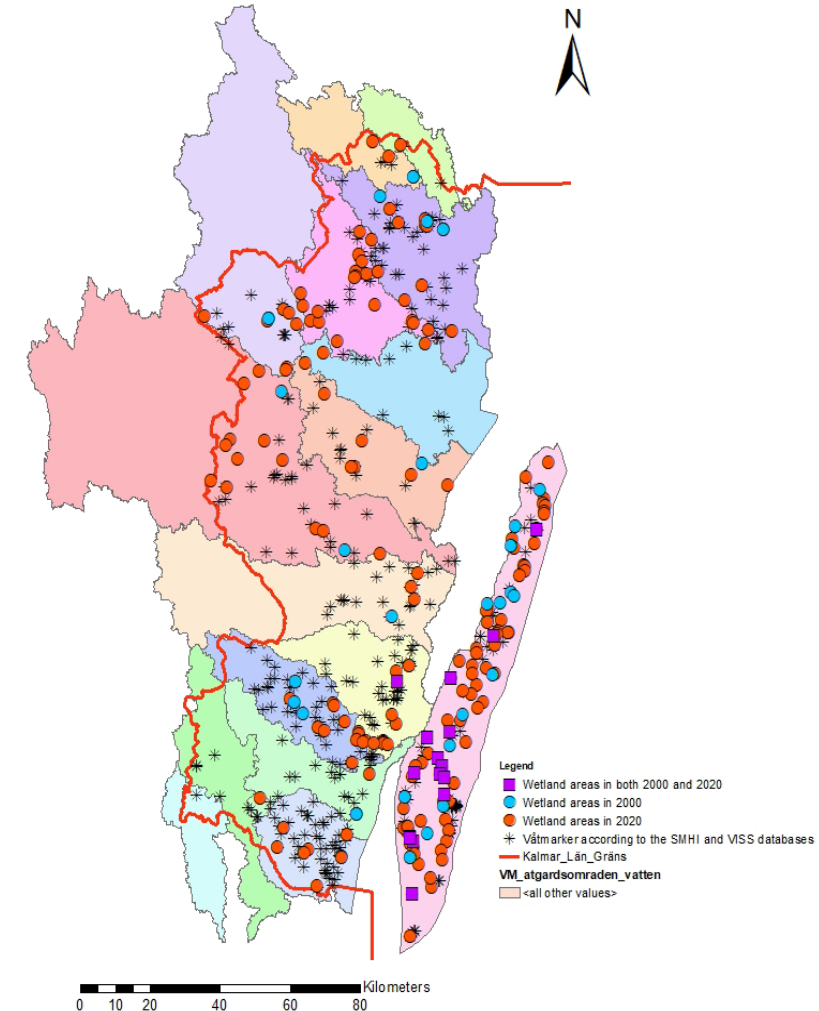 N
Legend
Wetland areas in both 2000 and 2020
Wetland areas in 2000
Wetland areas in 2020
Våtmarker according to the SMHI and VISS databases
Kalmar_Län_Gräns
VM_atgardsomraden_vatten
<all other values>
Kilometers
0 10 20 40 60 80